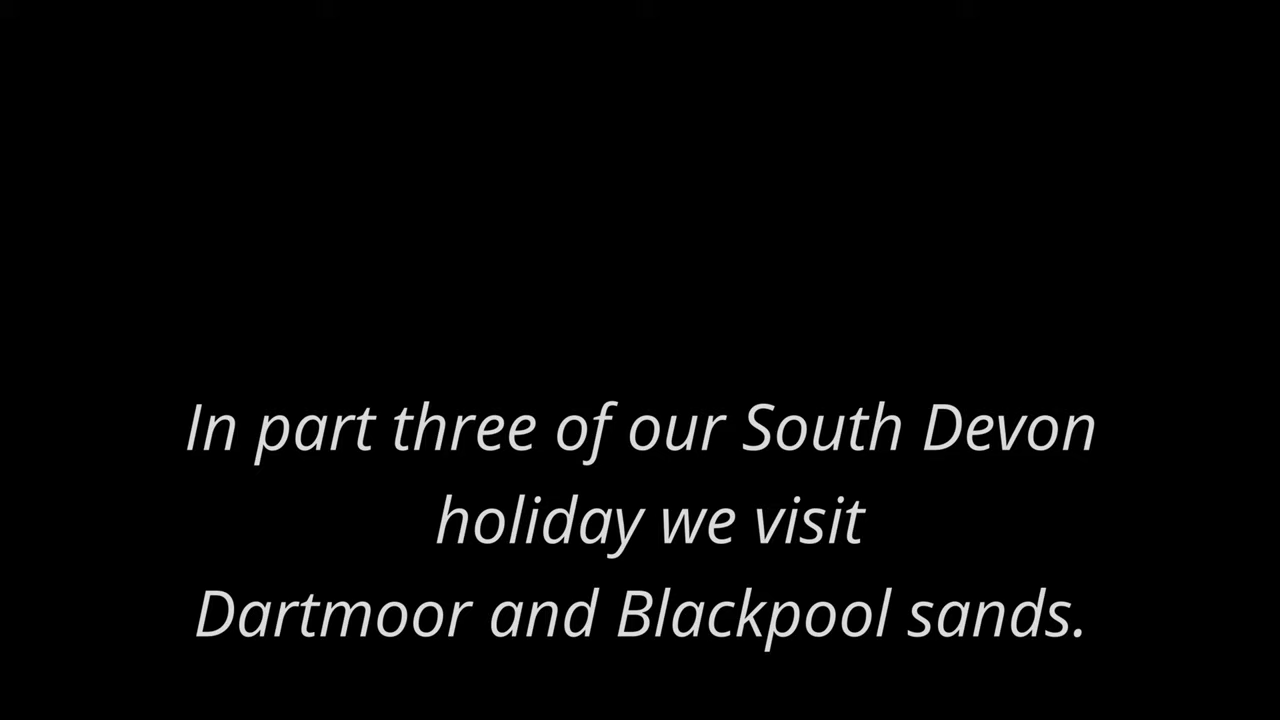 In part three of our South Devon
holiday we visit
Dartmoor and Blackpool sands.